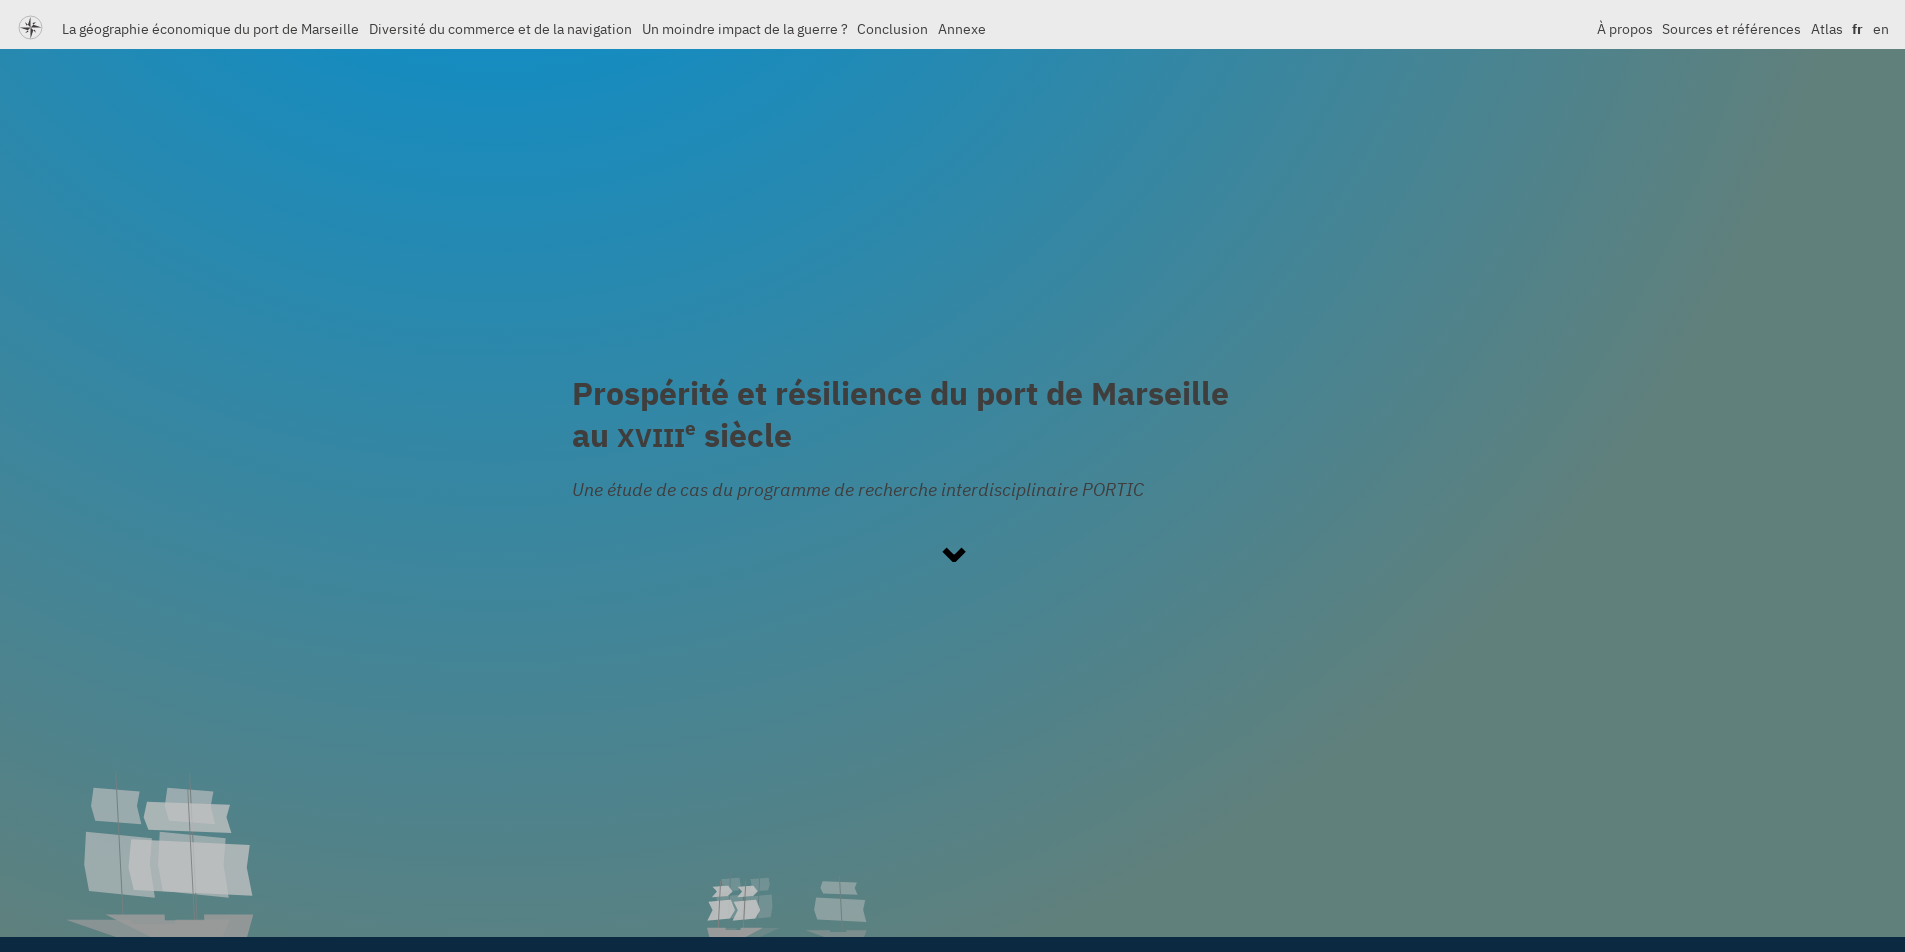 La géographie économique du port de Marseille Diversité du commerce et de la navigation Un moindre impact de la guerre ? Conclusion Annexe À propos Sources et références Atlas fr en
Prospérité et résilience du port de Marseille
au XVIIIe siècle
Une étude de cas du programme de recherche interdisciplinaire PORTIC